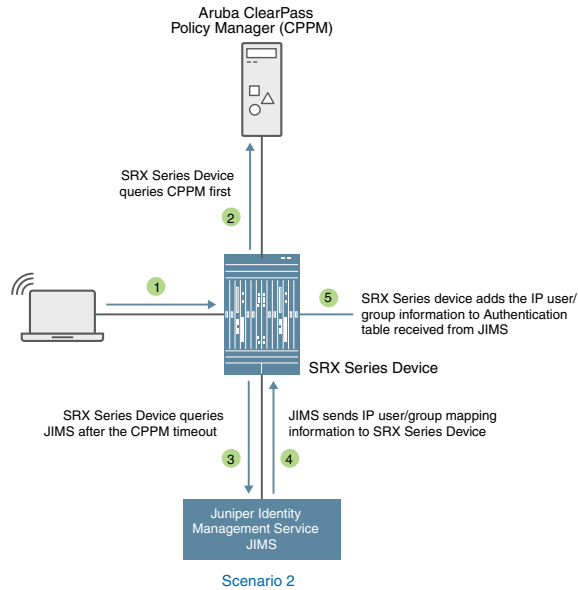 Aruba ClearPass
Policy Manager (CPPM)
SRX Series Device
queries CPPM first
2
1
5
SRX Series device adds the IP user/
group information to Authentication
table received from JIMS
SRX Series Device
SRX Series Device queries
JIMS after the CPPM timeout
JIMS sends IP user/group mapping
information to SRX Series Device
3
4
Juniper Identity
Management Service
JIMS
Scenario 2